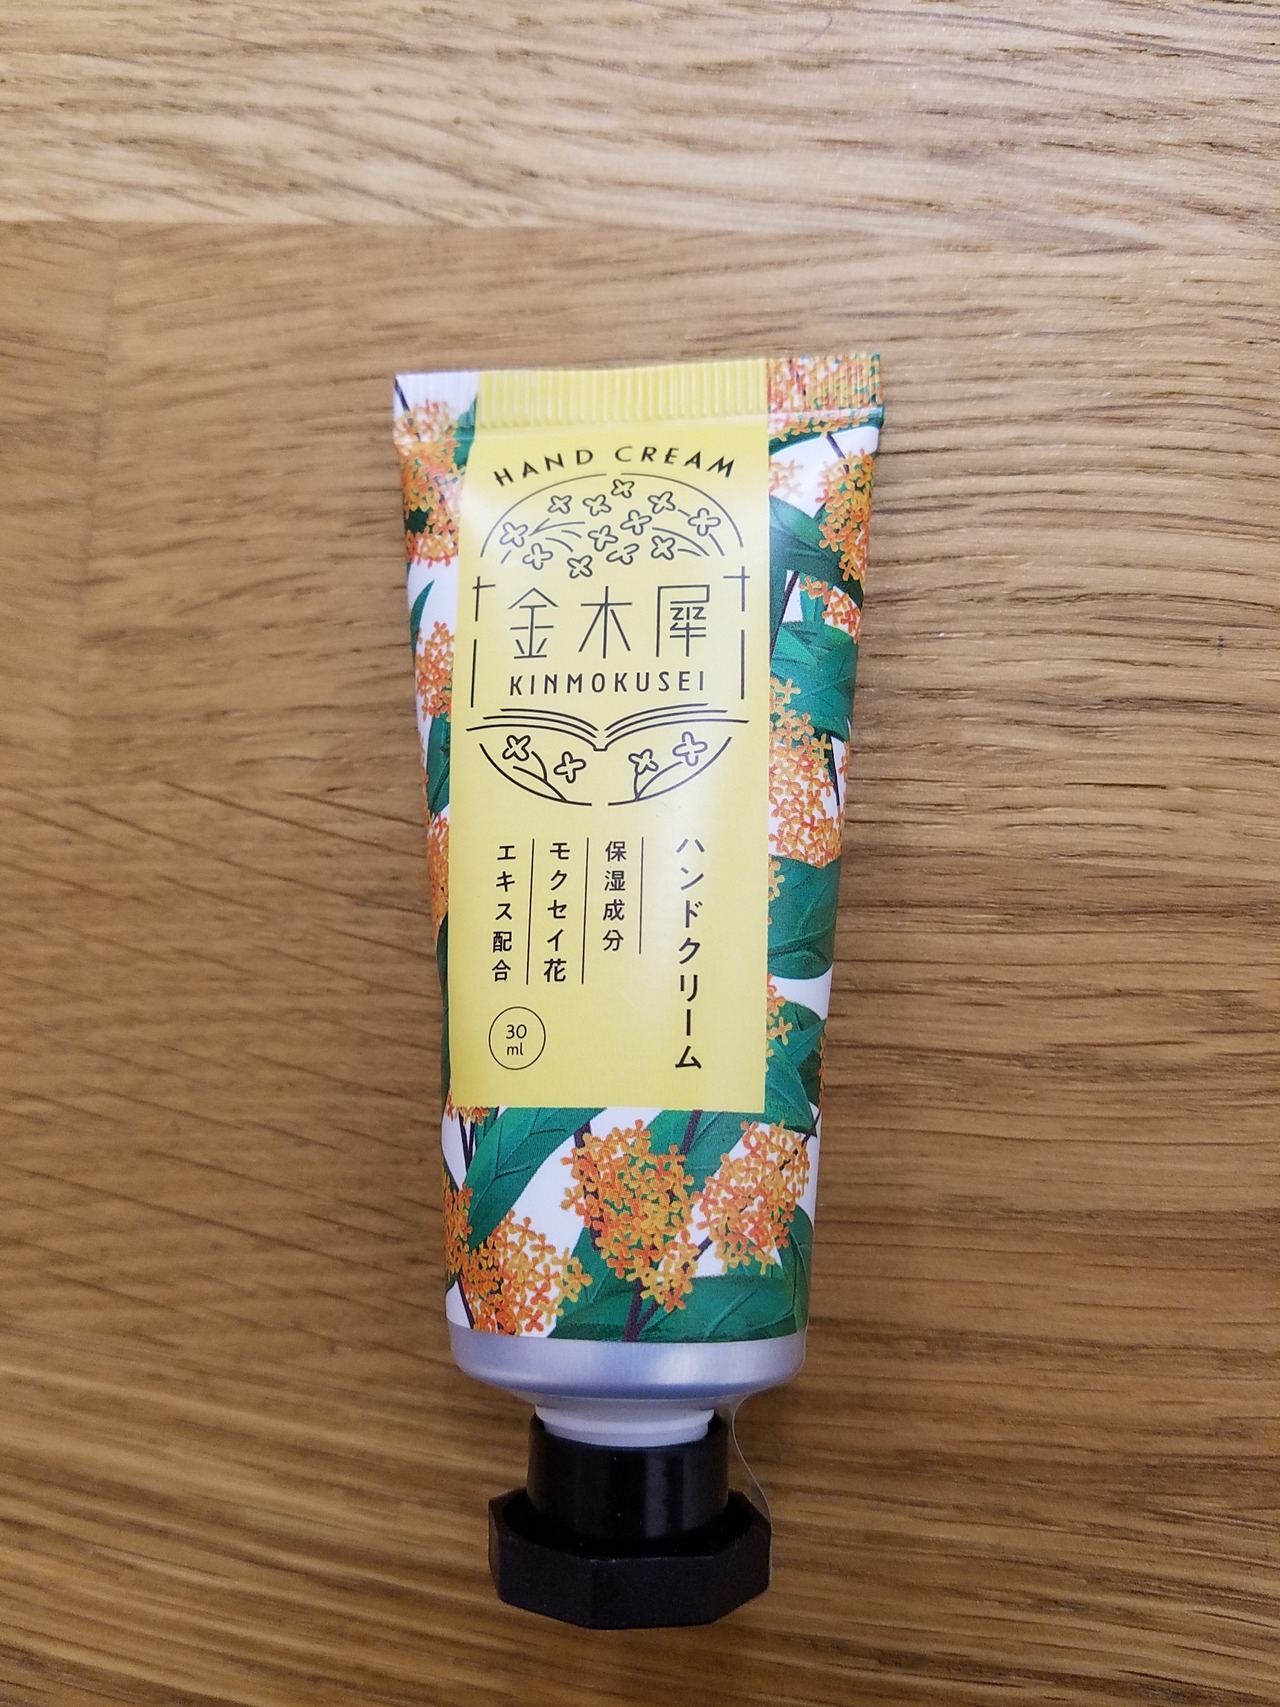 HAND CREAM
金木犀
KINMOKUSEI
ハンドクリーム
保湿成分
モクセイ花
エキス配合
30
ml